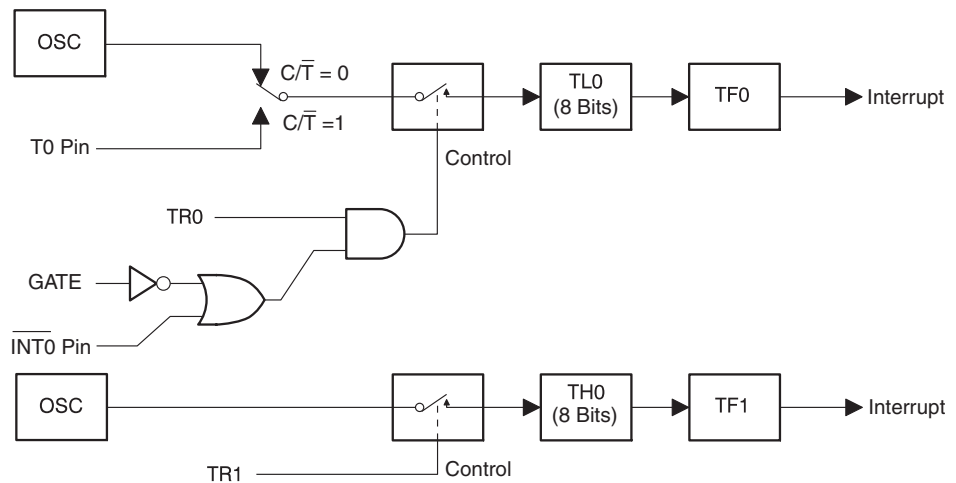 OSC
C/T̅ = 0
TL0
(8 Bits)
TF0
Interrupt
C/T̅ =1
T0 Pin
Control
TR0
GATE
I̅N̅T̅0̅ Pin
OSC
TH0
(8 Bits)
TF1
Interrupt
TR1
Control